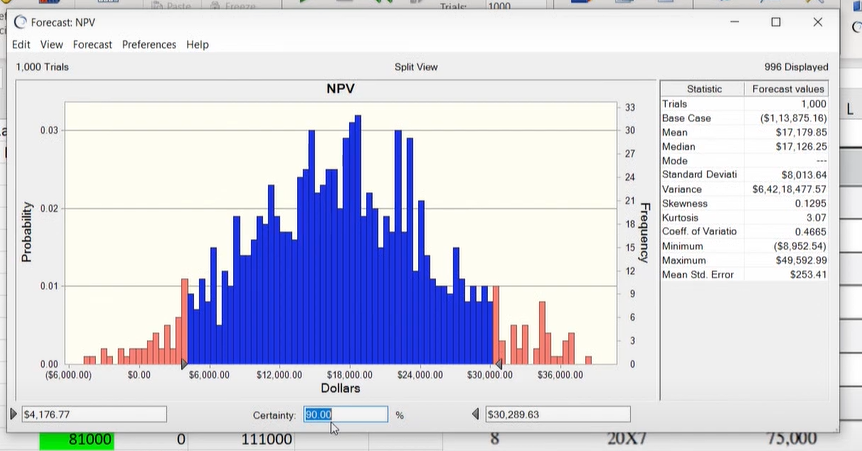 Paste
Freeze
Trials:
1000
Forecast: NPV
Edit View Forecast Preferences Help
1,000 Trials
Split View
996 Displayed
NPV
Probability
0.03
0.02
0.01
0.00
33
30
27
24
21
18
15
12
9
6
3
0
Frequency
($6,000.00)
$0.00
$6,000.00
$12,000.00
$18,000.00
$24,000.00
$30,000.00
$36,000.00
Dollars
Statistic Forecast values
Trials 1,000
Base Case ($1,13,875.16)
Mean $17,179.85
Median $17,126.25
Mode ---
Standard Deviati $8,013.64
Variance $6,42,18,477.57
Skewness 0.1295
Kurtosis 3.07
Coeff. of Variatio 0.4665
Minimum ($8,952.54)
Maximum $49,592.99
Mean Std. Error $253.41
$4,176.77
Certainty: 90.00 %
$30,289.63
L
81000 0 111000 8 20X7 75,000